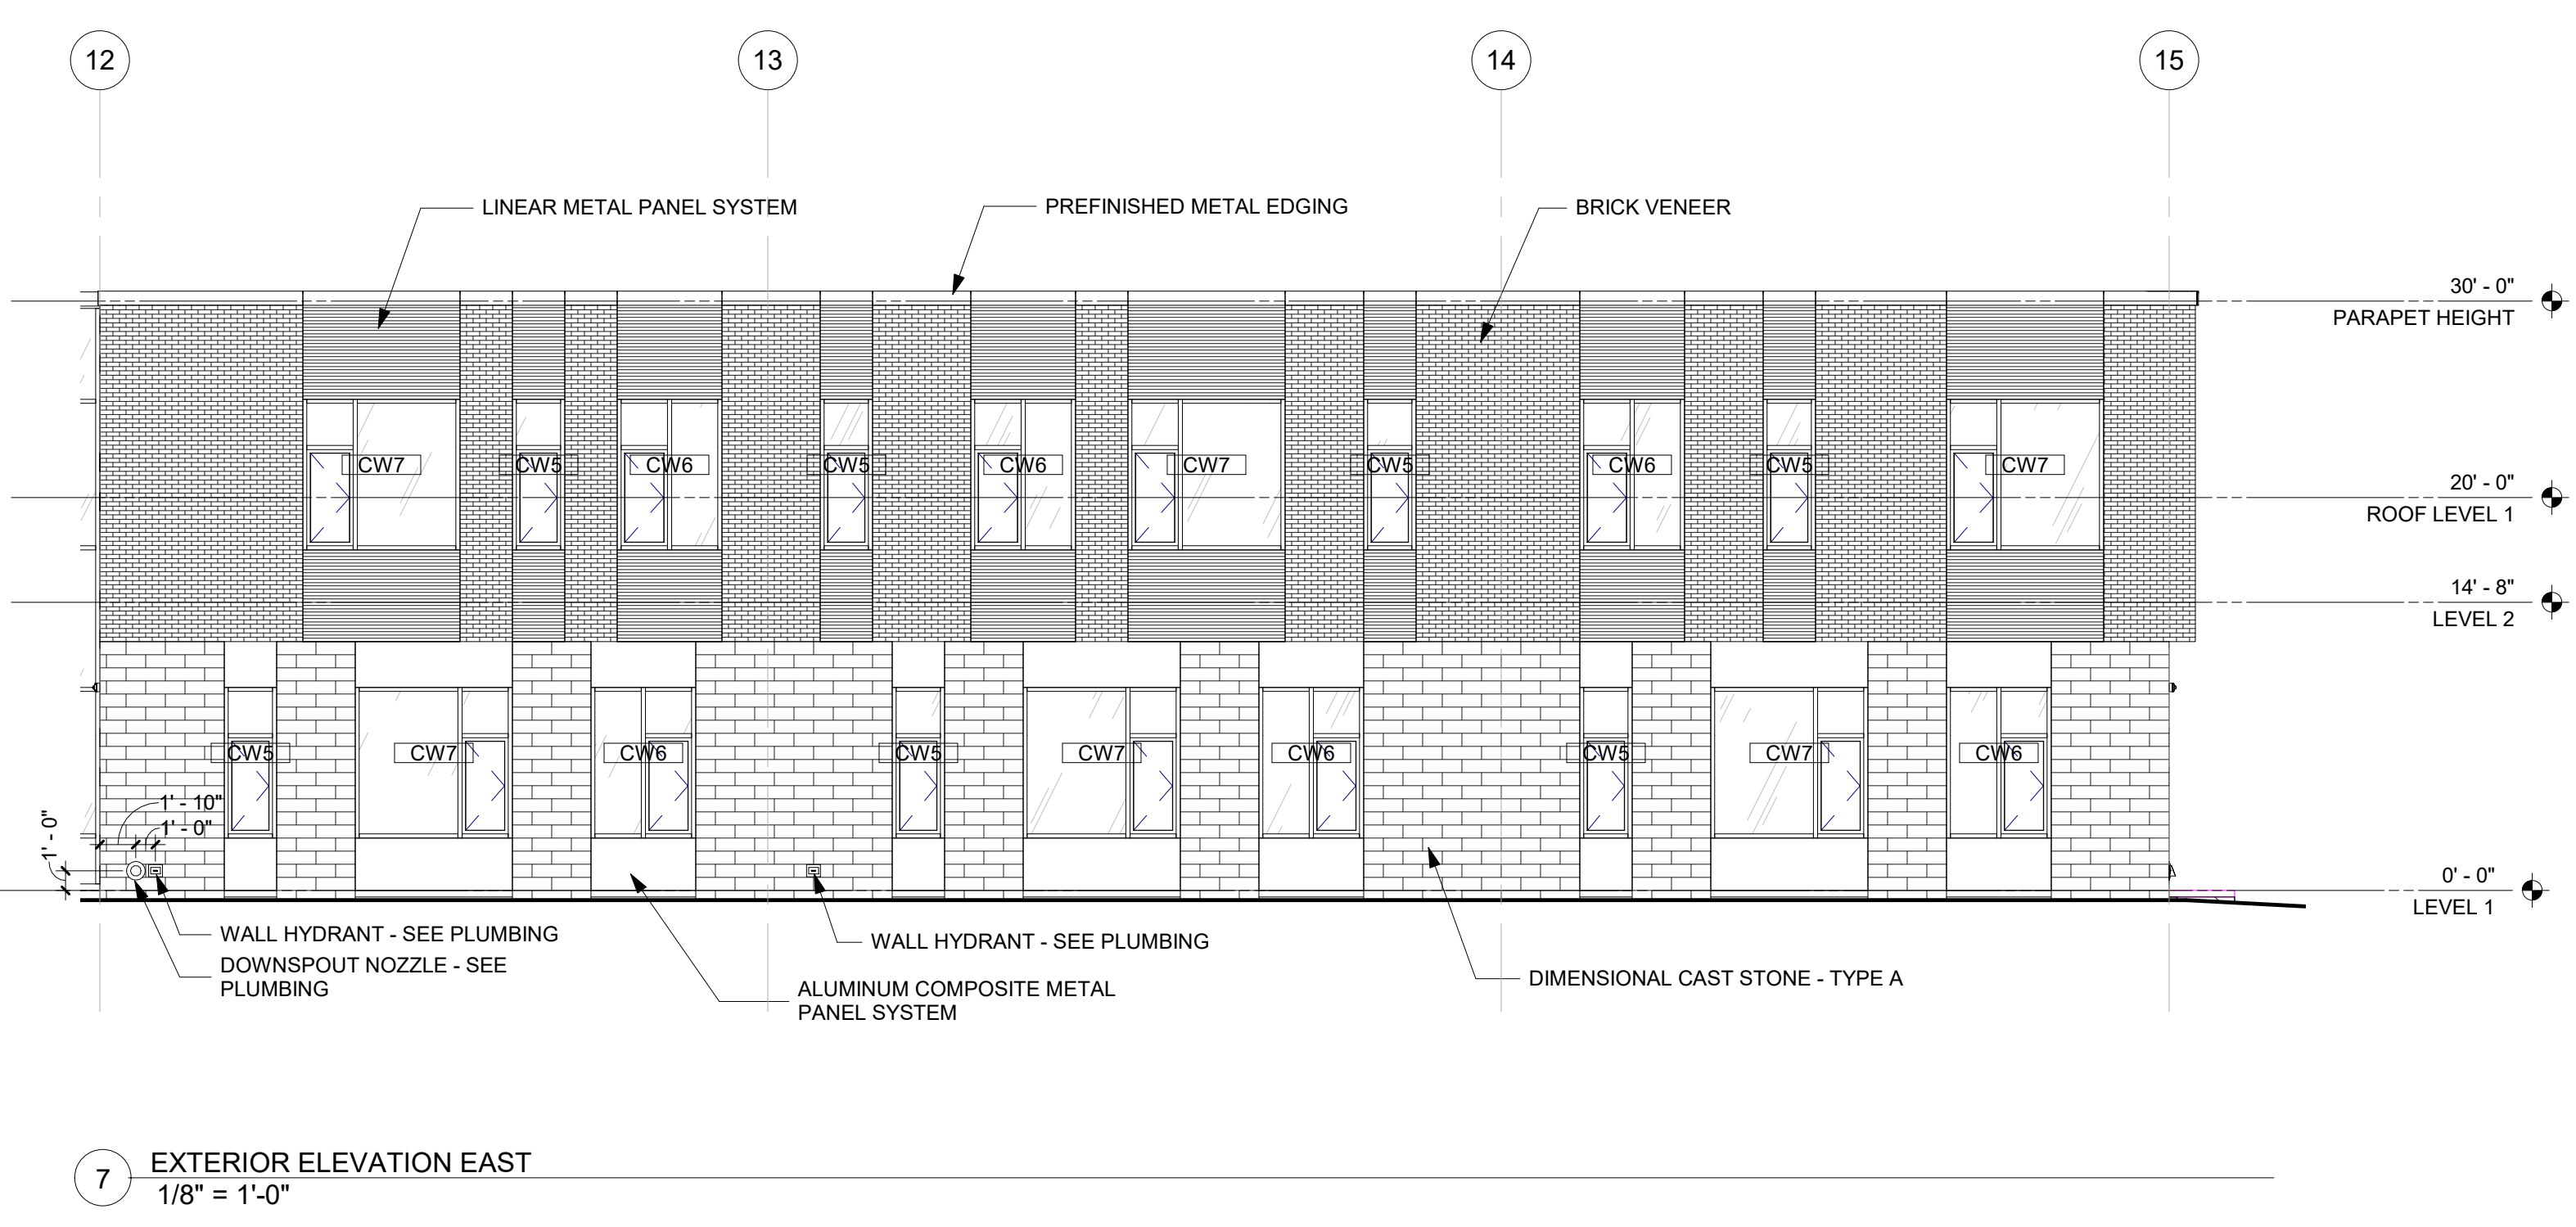 12
13
14
15
LINEAR METAL PANEL SYSTEM
PREFINISHED METAL EDGING
BRICK VENEER
30' - 0"
PARAPET HEIGHT
CW7
CW5
CW6
CW5
CW6
CW7
CW5
CW6
CW5
CW7
20' - 0"
ROOF LEVEL 1
14' - 8"
LEVEL 2
CW5
CW7
CW6
CW5
CW7
CW6
CW5
CW7
CW6
1' - 10"
1' - 0"
1' - 0"
0' - 0"
LEVEL 1
WALL HYDRANT - SEE PLUMBING
DOWNSPOUT NOZZLE - SEE
PLUMBING
WALL HYDRANT - SEE PLUMBING
ALUMINUM COMPOSITE METAL
PANEL SYSTEM
DIMENSIONAL CAST STONE - TYPE A
7
EXTERIOR ELEVATION EAST
1/8" = 1'-0"